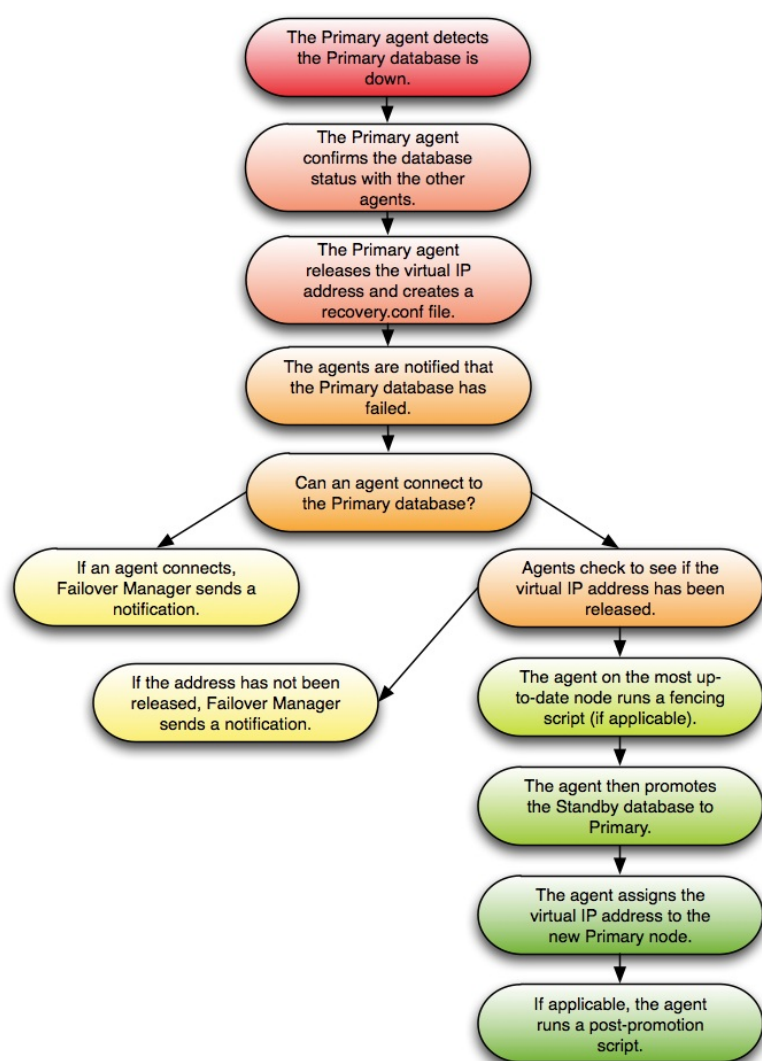 The Primary agent detects
the Primary database is
down.
The Primary agent
confirms the database
status with the other
agents.
The Primary agent
releases the virtual IP
address and creates a
recovery.conf file.
The agents are notified that
the Primary database has
failed.
Can an agent connect to
the Primary database?
If an agent connects,
Failover Manager sends a
notification.
Agents check to see if the
virtual IP address has been
released.
If the address has not been
released, Failover Manager
sends a notification.
The agent on the most up-
to-date node runs a fencing
script (if applicable).
The agent then promotes
the Standby database to
Primary.
The agent assigns the
virtual IP address to the
new Primary node.
If applicable, the agent
runs a post-promotion
script.